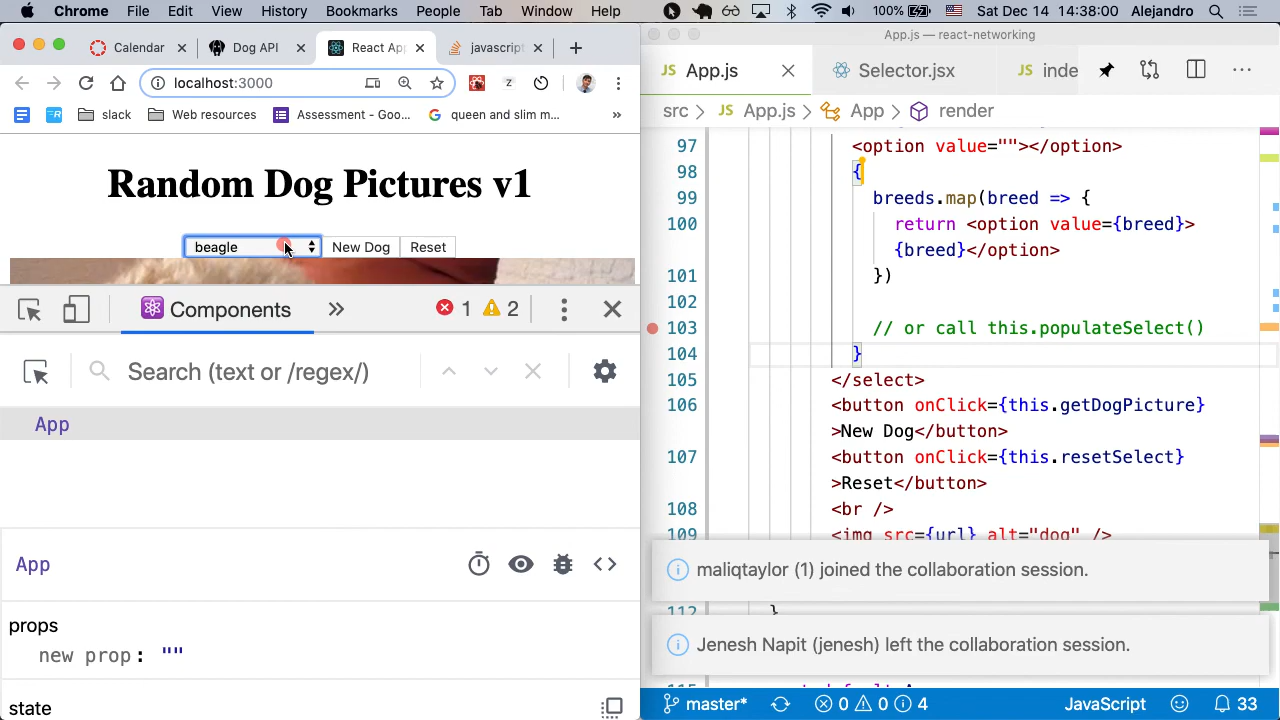 Chrome File Edit View History Bookmarks People Tab Window Help 100% Sat Dec 14 14:38:00 Alejandro
Calendar Dog API React App javascript
localhost:3000
slack Web resources Assessment - Goo... queen and slim m... »
Random Dog Pictures v1
beagle New Dog Reset
Components » 1 2
Search (text or /regex/)
App
App
props
new prop: ""
state
App.js — react-networking
JS App.js Selector.jsx JS inde
src > JS App.js > App > render
97 <option value=""></option>
98 {
99 breeds.map(breed => {
100 return <option value={breed}>
{breed}</option>
101 })
102
103 // or call this.populateSelect()
104 }
105 </select>
106 <button onClick={this.getDogPicture}
>New Dog</button>
107 <button onClick={this.resetSelect}
>Reset</button>
108 <br />
109 <img src={url} alt="dog" />
maliqtaylor (1) joined the collaboration session.
112 }
Jenesh Napit (jenesh) left the collaboration session.
master* 0 0 4 JavaScript 33